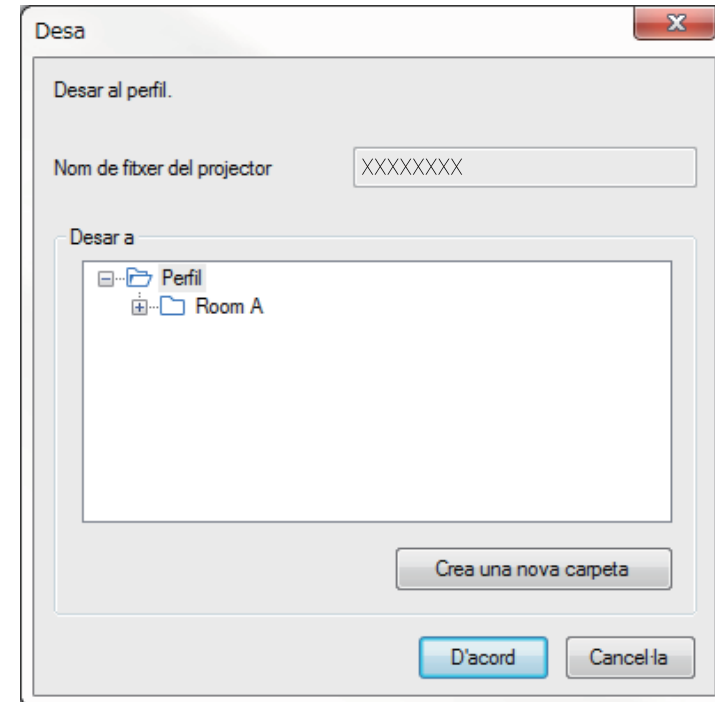 Desa
Desar al perfil.
Nom de fitxer del projector XXXXXXXX
Desar a
Perfil
Room A
Crea una nova carpeta
D'acord Cancel·la